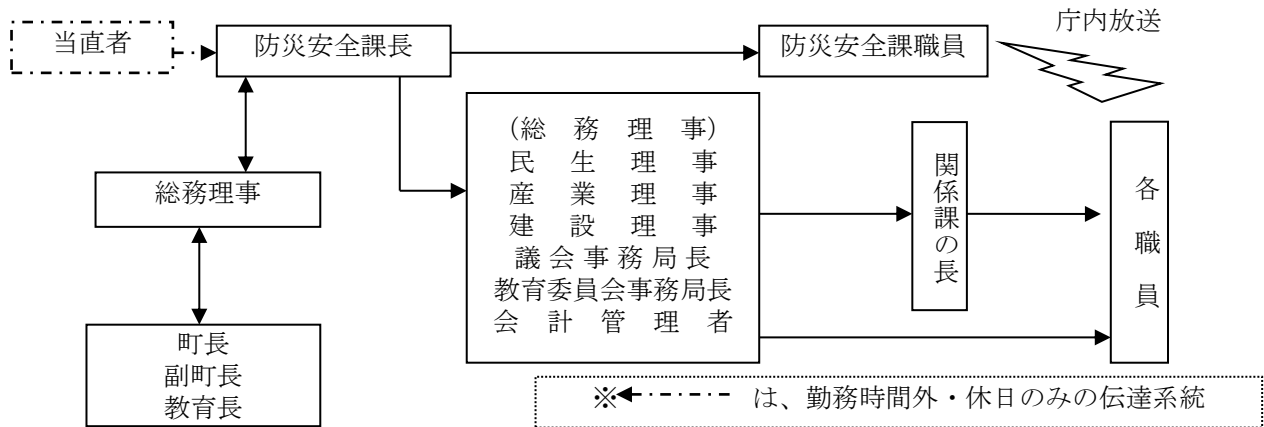 当直者
防災安全課長
防災安全課職員
庁内放送
(総務理事)
民生理事
産業理事
建設理事
議会事務局長
教育委員会事務局長
会計管理者
関係課の長
各職員
総務理事
町長
副町長
教育長
※ は、勤務時間外・休日のみの伝達系統